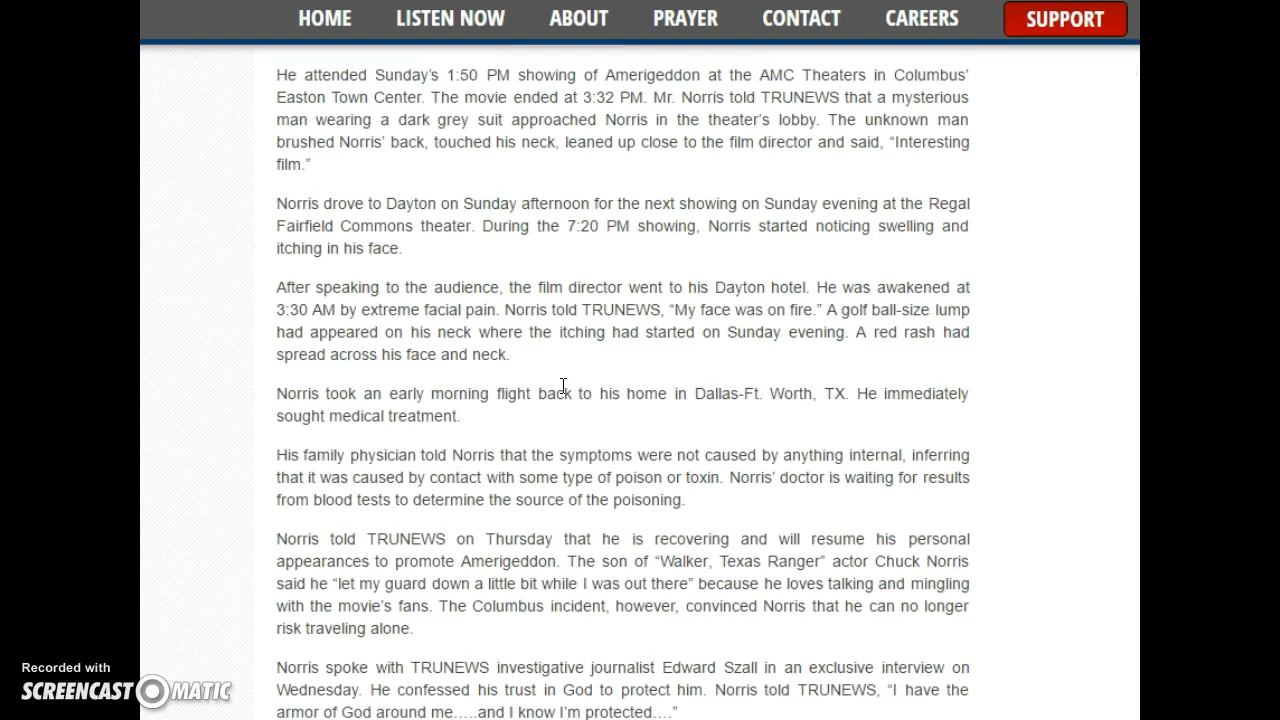 HOME LISTEN NOW ABOUT PRAYER CONTACT CAREERS SUPPORT
He attended Sunday’s 1:50 PM showing of Amerigeddon at the AMC Theaters in Columbus’
Easton Town Center. The movie ended at 3:32 PM. Mr. Norris told TRUNEWS that a mysterious
man wearing a dark grey suit approached Norris in the theater’s lobby. The unknown man
brushed Norris’ back, touched his neck, leaned up close to the film director and said, “Interesting
film.”
Norris drove to Dayton on Sunday afternoon for the next showing on Sunday evening at the Regal
Fairfield Commons theater. During the 7:20 PM showing, Norris started noticing swelling and
itching in his face.
After speaking to the audience, the film director went to his Dayton hotel. He was awakened at
3:30 AM by extreme facial pain. Norris told TRUNEWS, “My face was on fire.” A golf ball-size lump
had appeared on his neck where the itching had started on Sunday evening. A red rash had
spread across his face and neck.
Norris took an early morning flight back to his home in Dallas-Ft. Worth, TX. He immediately
sought medical treatment.
His family physician told Norris that the symptoms were not caused by anything internal, inferring
that it was caused by contact with some type of poison or toxin. Norris’ doctor is waiting for results
from blood tests to determine the source of the poisoning.
Norris told TRUNEWS on Thursday that he is recovering and will resume his personal
appearances to promote Amerigeddon. The son of “Walker, Texas Ranger” actor Chuck Norris
said he “let my guard down a little bit while I was out there” because he loves talking and mingling
with the movie’s fans. The Columbus incident, however, convinced Norris that he can no longer
risk traveling alone.
Norris spoke with TRUNEWS investigative journalist Edward Szall in an exclusive interview on
Wednesday. He confessed his trust in God to protect him. Norris told TRUNEWS, “I have the
armor of God around me…..and I know I’m protected….”
Recorded with
SCREENCAST MATIC